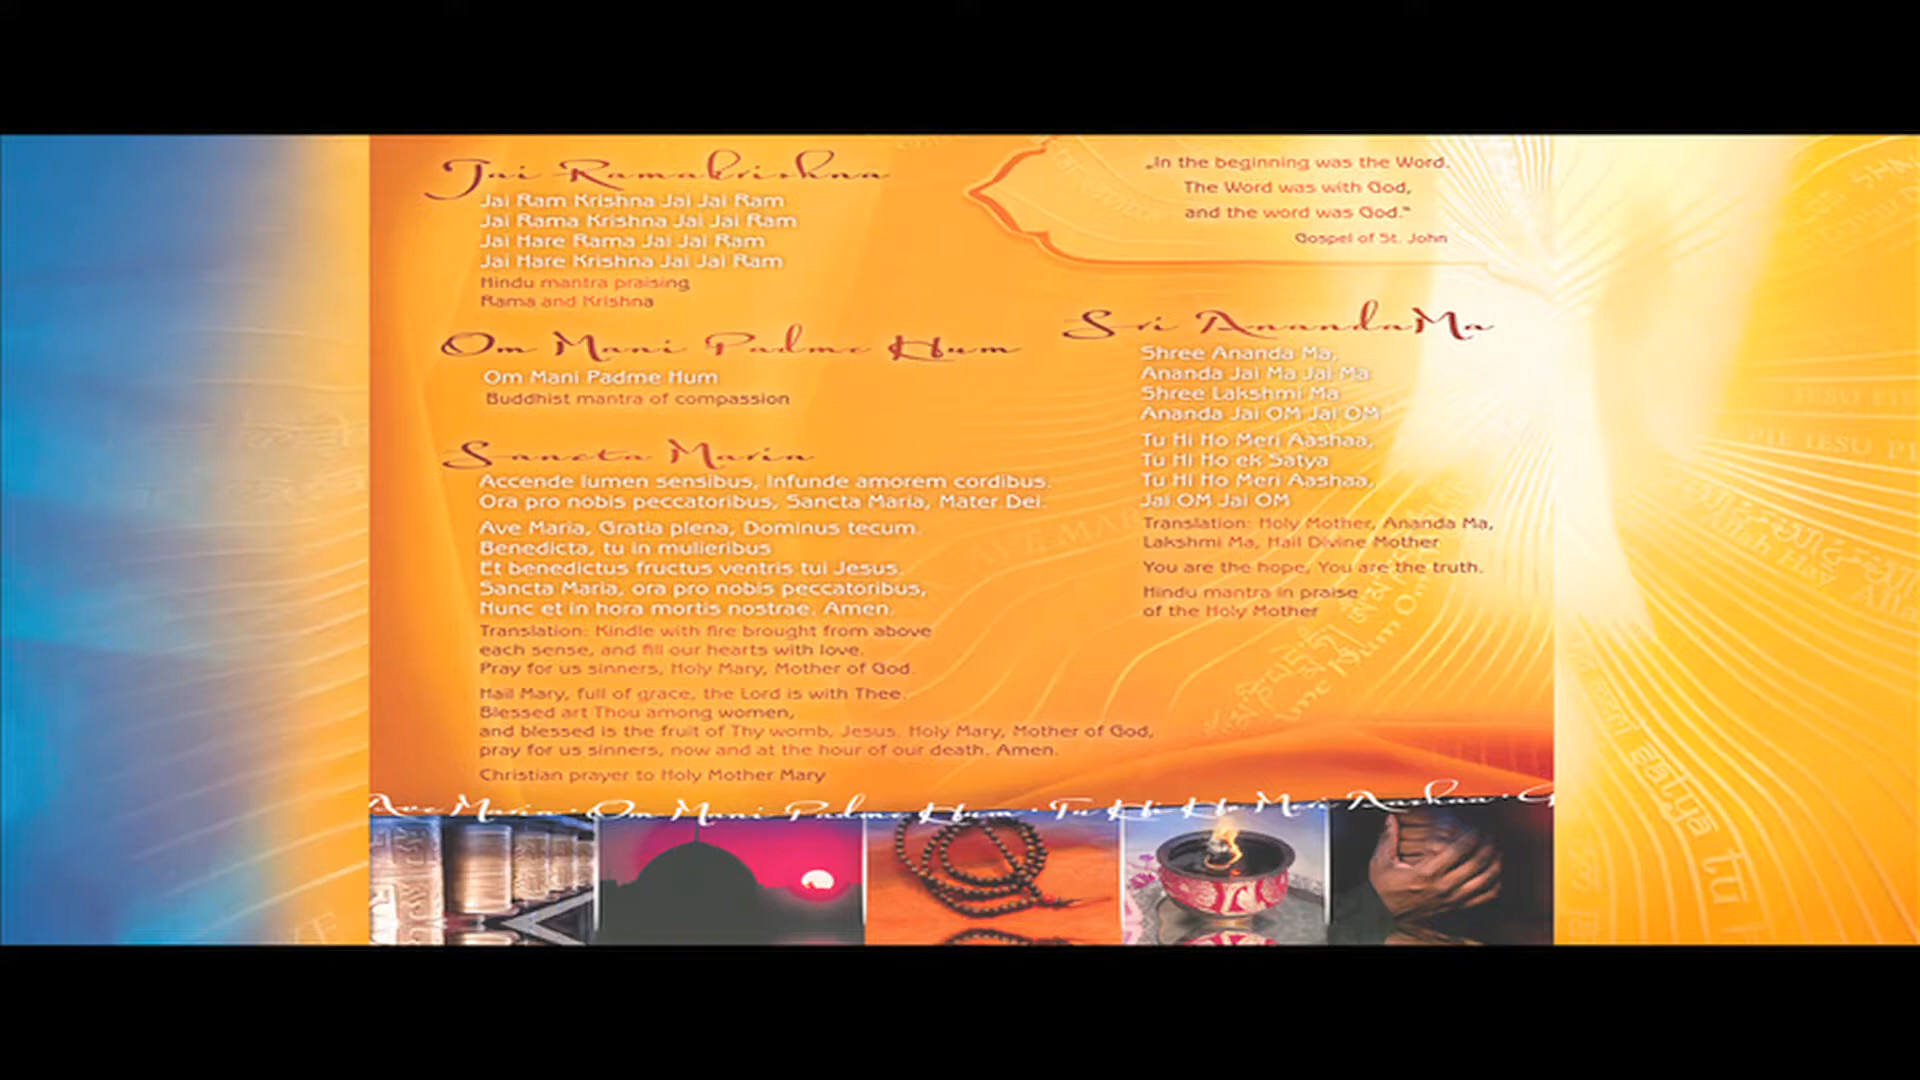 Jai Ramakrishna
Jai Ram Krishna Jai Jai Ram
Jai Rama Krishna Jai Jai Ram
Jai Hare Rama Jai Jai Ram
Jai Hare Krishna Jai Jai Ram
Hindu mantra praising
Rama and Krishna
Om Mani Padme Hum
Om Mani Padme Hum
Buddhist mantra of compassion
Sancta Maria
Accende lumen sensibus, Infunde amorem cordibus.
Ora pro nobis peccatoribus, Sancta Maria, Mater Dei.
Ave Maria, Gratia plena, Dominus tecum.
Benedicta, tu in mulieribus
Et benedictus fructus ventris tui Jesus.
Sancta Maria, ora pro nobis peccatoribus,
Nunc et in hora mortis nostrae. Amen.
Translation: Kindle with fire brought from above
each sense, and fill our hearts with love.
Pray for us sinners, Holy Mary, Mother of God.
Hail Mary, full of grace, the Lord is with Thee.
Blessed art Thou among women,
and blessed is the fruit of Thy womb, Jesus. Holy Mary, Mother of God,
pray for us sinners, now and at the hour of our death. Amen.
Christian prayer to Holy Mother Mary
„In the beginning was the Word.
The Word was with God,
and the word was God.“
Gospel of St. John
Sri AnandaMa
Shree Ananda Ma,
Ananda Jai Ma Jai Ma
Shree Lakshmi Ma
Ananda Jai OM Jai OM
Tu Hi Ho Meri Aashaa,
Tu Hi Ho ek Satya
Tu Hi Ho Meri Aashaa,
Jai OM Jai OM
Translation: Holy Mother, Ananda Ma,
Lakshmi Ma, Hail Divine Mother
You are the hope, You are the truth.
Hindu mantra in praise
of the Holy Mother
Ave Maria · Om Mani Padme Hum · Tu Hi Ho Meri Aashaa ·
AVE MAR
satya tū